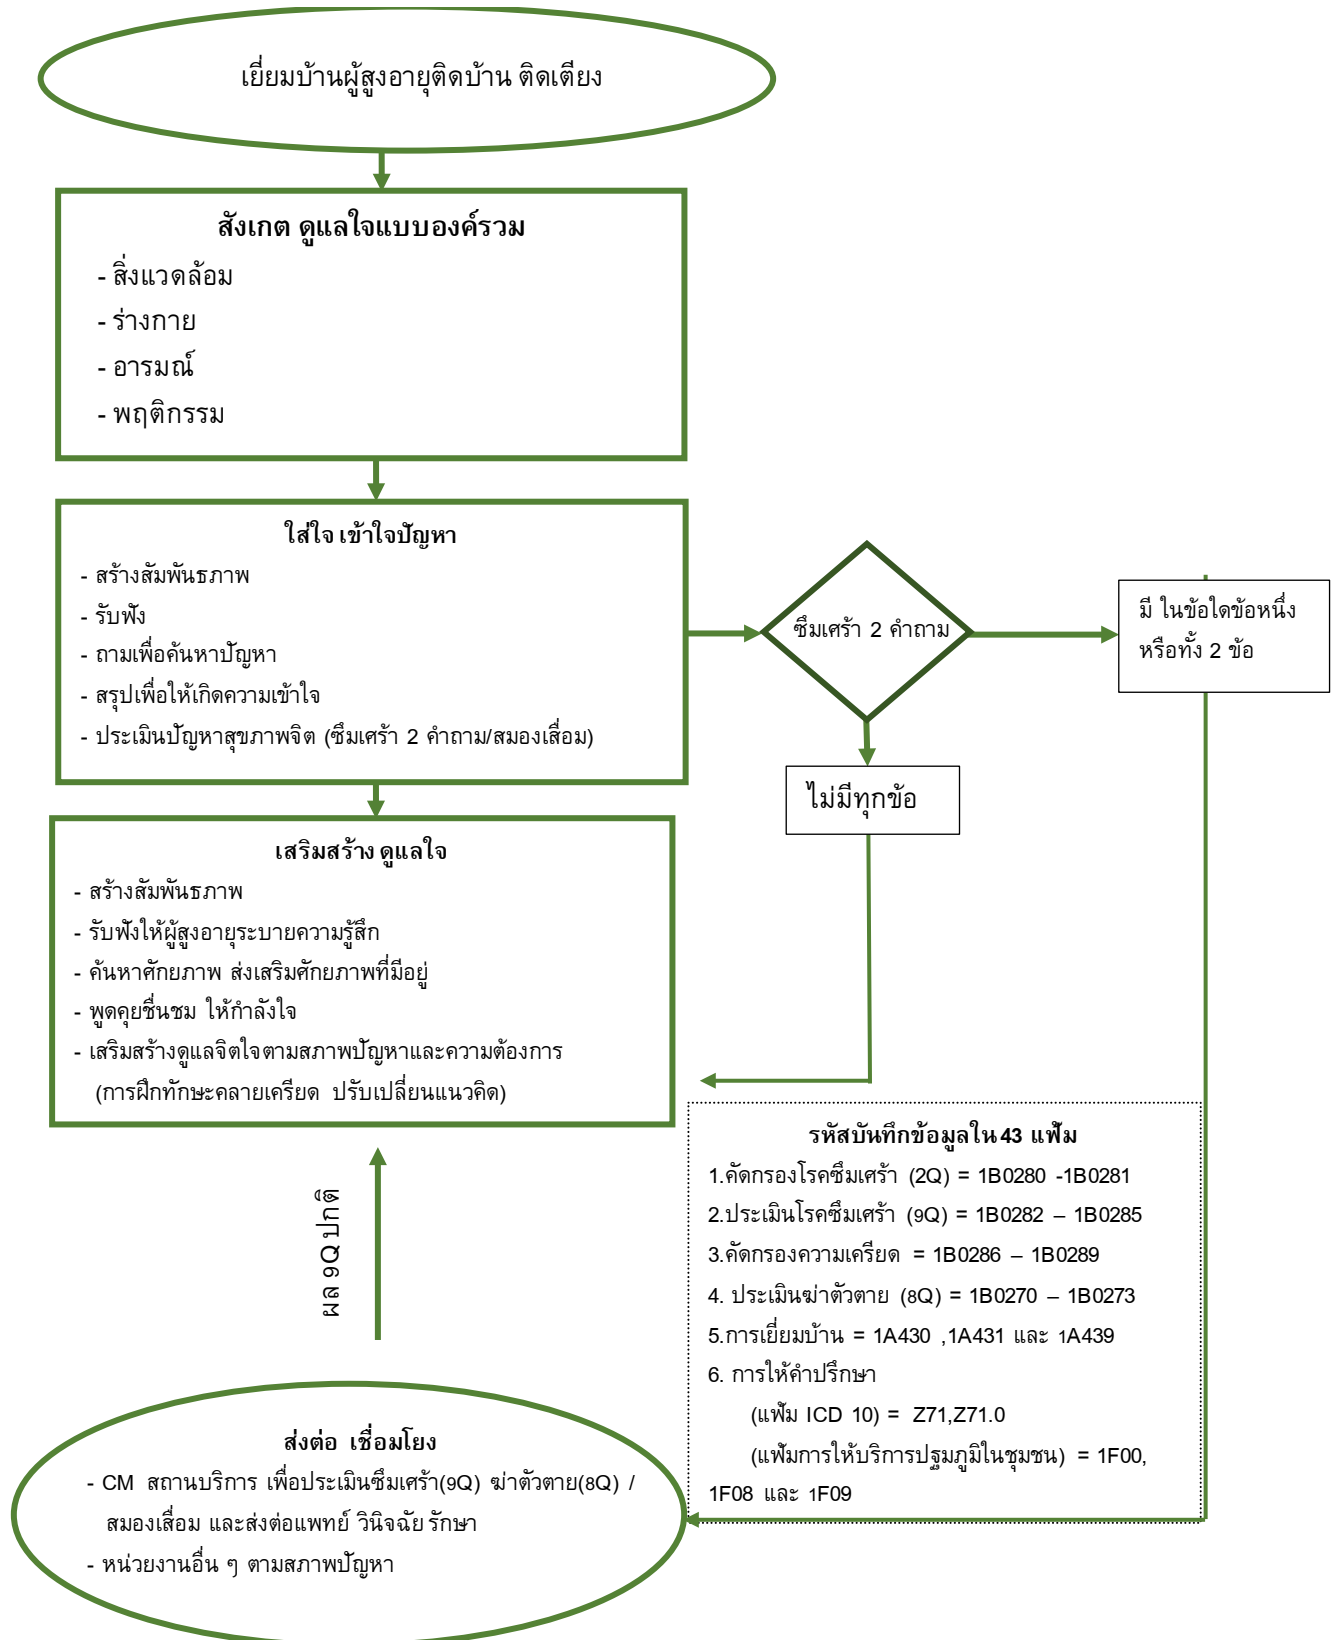 เยี่ยมบ้านผู้สูงอายุติดบ้าน ติดเตียง
สังเกต ดูแลใจแบบองค์รวม
- สิ่งแวดล้อม
- ร่างกาย
- อารมณ์
- พฤติกรรม
ใส่ใจ เข้าใจปัญหา
- สร้างสัมพันธภาพ
- รับฟัง
- ถามเพื่อค้นหาปัญหา
- สรุปเพื่อให้เกิดความเข้าใจ
- ประเมินปัญหาสุขภาพจิต (ซึมเศร้า 2 คำถาม/สมองเสื่อม)
ซึมเศร้า 2 คำถาม
มี ในข้อใดข้อหนึ่ง
หรือทั้ง 2 ข้อ
ไม่มีทุกข้อ
เสริมสร้าง ดูแลใจ
- สร้างสัมพันธภาพ
- รับฟังให้ผู้สูงอายุระบายความรู้สึก
- ค้นหาศักยภาพ ส่งเสริมศักยภาพที่มีอยู่
- พูดคุยชื่นชม ให้กำลังใจ
- เสริมสร้างดูแลจิตใจตามสภาพปัญหาและความต้องการ
(การฝึกทักษะคลายเครียด ปรับเปลี่ยนแนวคิด)
รหัสบันทึกข้อมูลใน 43 แฟ้ม
1.คัดกรองโรคซึมเศร้า (2Q) = 1B0280 -1B0281
2.ประเมินโรคซึมเศร้า (9Q) = 1B0282 – 1B0285
3.คัดกรองความเครียด = 1B0286 – 1B0289
4. ประเมินฆ่าตัวตาย (8Q) = 1B0270 – 1B0273
5.การเยี่ยมบ้าน = 1A430 ,1A431 และ 1A439
6. การให้คำปรึกษา
(แฟ้ม ICD 10) = Z71,Z71.0
(แฟ้มการให้บริการปฐมภูมิในชุมชน) = 1F00,
1F08 และ 1F09
ผล 9Q ปกติ
ส่งต่อ เชื่อมโยง
- CM สถานบริการ เพื่อประเมินซึมเศร้า(9Q) ฆ่าตัวตาย(8Q) /
สมองเสื่อม และส่งต่อแพทย์ วินิจฉัย รักษา
- หน่วยงานอื่น ๆ ตามสภาพปัญหา